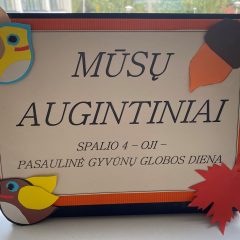 MŪSŲ
AUGINTINIAI
SPALIO 4 – OJI –
PASAULINĖ GYVŪNŲ GLOBOS DIENA